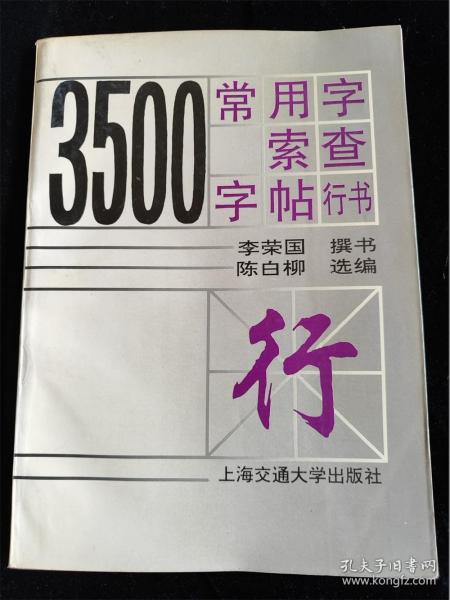 3500
常用字
索查
字帖行书
李荣国 撰书
陈白柳 选编
行
上海交通大学出版社
孔夫子旧书网
www.kongfz.com